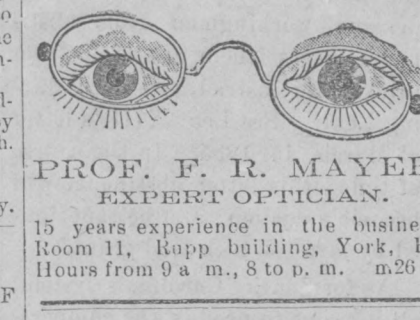 PROF. F. R. MAYE
EXPERT OPTICIAN.
15 years experience in the busine
Room 11, Rupp building, York,
Hours from 9 a m., 8 to p. m. m26
y.
F